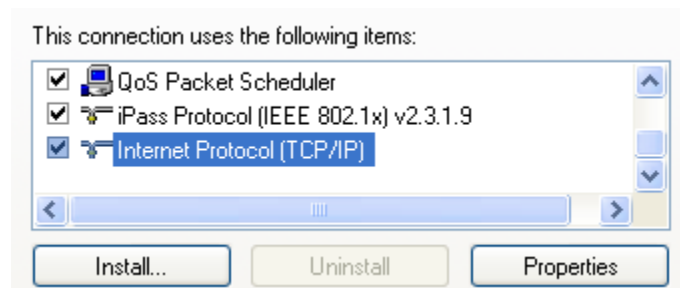 This connection uses the following items:
QoS Packet Scheduler
iPass Protocol (IEEE 802.1x) v2.3.1.9
Internet Protocol (TCP/IP)
Install... Uninstall Properties